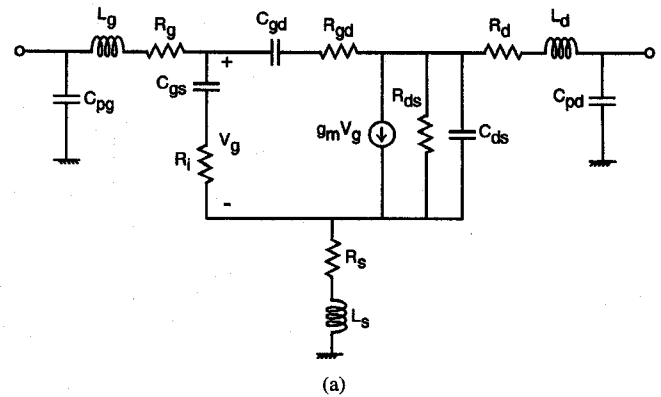 Lg
Rg
Cgd
Rgd
Rd
Ld
+
Cpg
Cgs
Ri
Vg
-
gmVg
Rds
Cds
Cpd
Rs
Ls
(a)